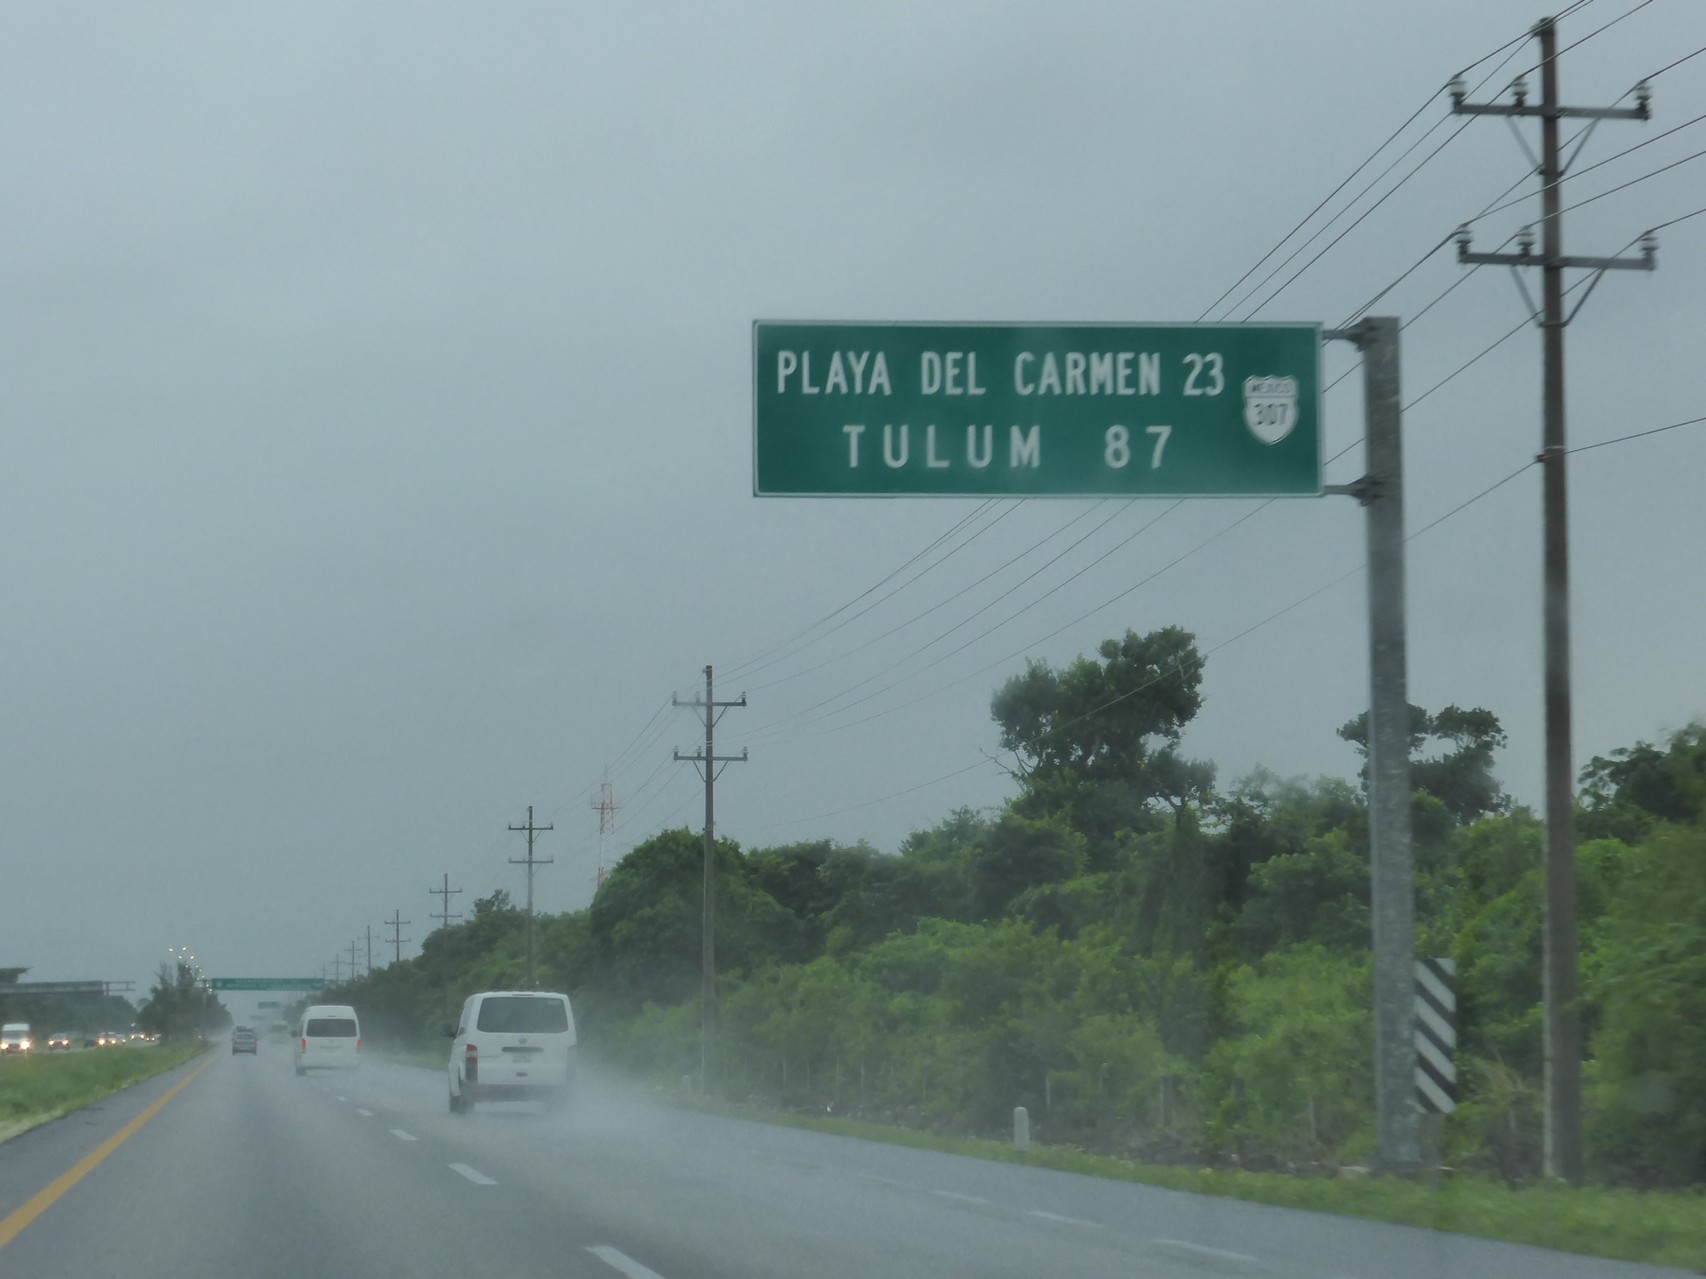 PLAYA DEL CARMEN 23
TULUM 87
MEXICO
307